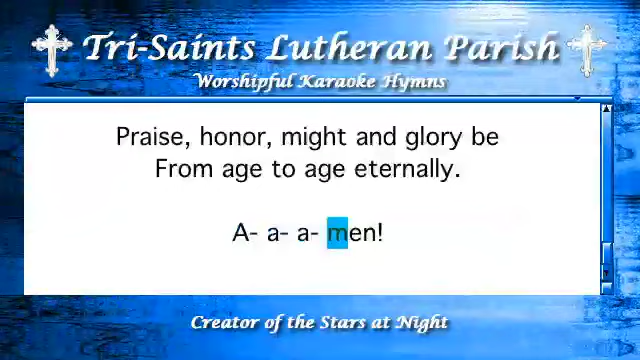 Tri-Saints Lutheran Parish
Worshipful Karaoke Hymns
Praise, honor, might and glory be
From age to age eternally.
A- a- a- men!
Creator of the Stars at Night